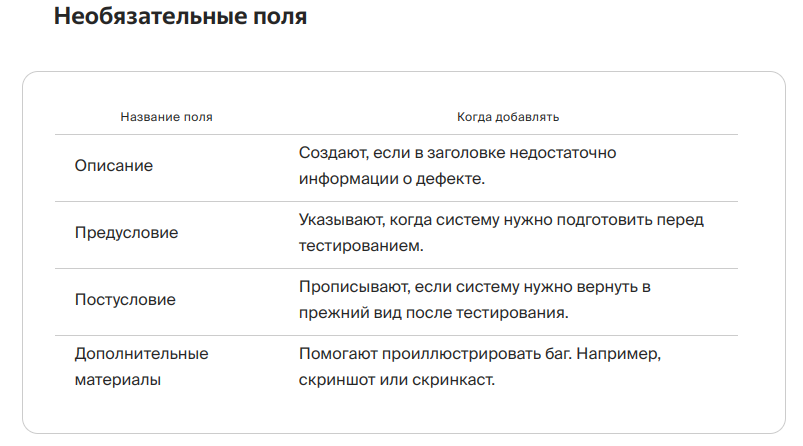 Необязательные поля
Название поля Когда добавлять
Описание
Создают, если в заголовке недостаточно
информации о дефекте.
Предусловие
Указывают, когда систему нужно подготовить перед
тестированием.
Постусловие
Прописывают, если систему нужно вернуть в
прежний вид после тестирования.
Дополнительные
материалы
Помогают проиллюстрировать баг. Например,
скриншот или скринкаст.